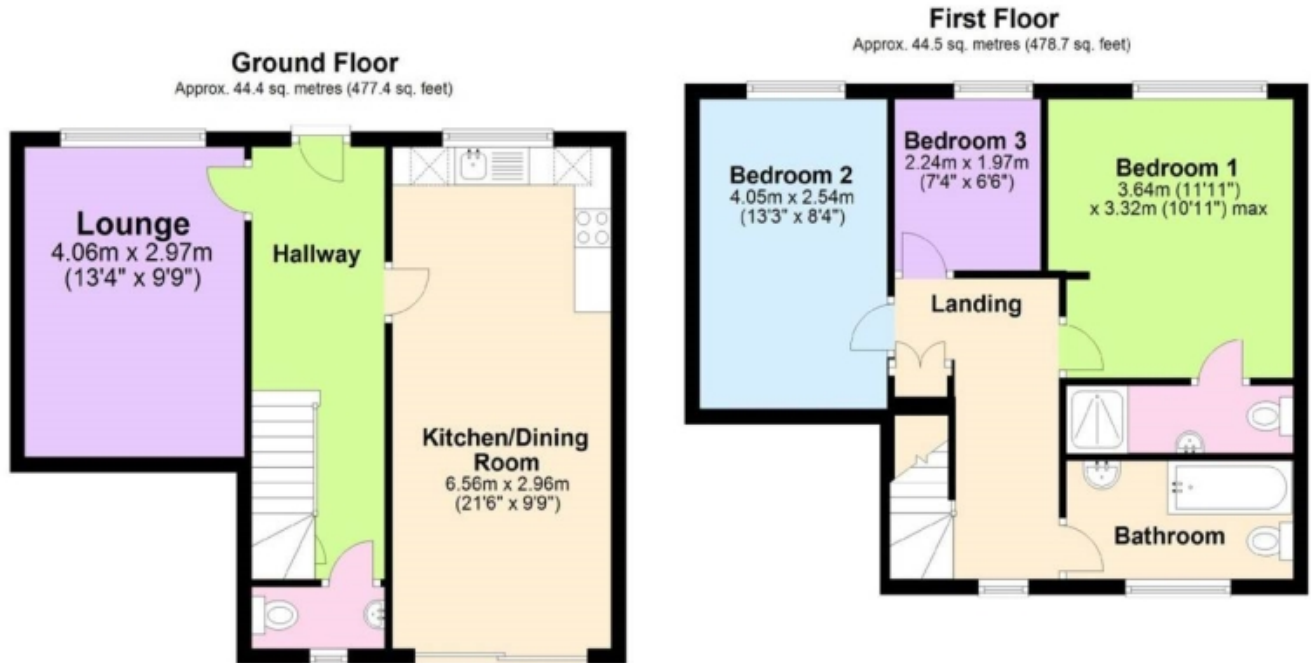 Ground Floor
Approx. 44.4 sq. metres (477.4 sq. feet)
Lounge
4.06m x 2.97m
(13'4" x 9'9")
Hallway
Kitchen/Dining
Room
6.56m x 2.96m
(21'6" x 9'9")
First Floor
Approx. 44.5 sq. metres (478.7 sq. feet)
Bedroom 2
4.05m x 2.54m
(13'3" x 8'4")
Bedroom 3
2.24m x 1.97m
(7'4" x 6'6")
Bedroom 1
3.64m (11'11")
x 3.32m (10'11") max
Landing
Bathroom